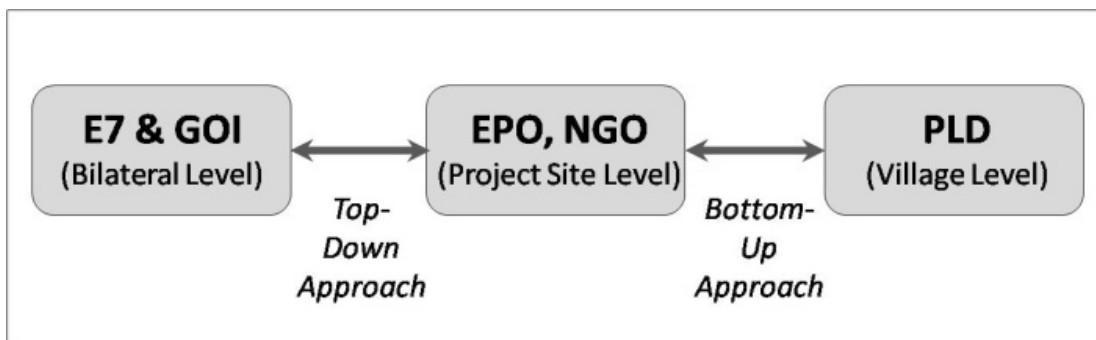 E7 & GOI
(Bilateral Level)
Top-
Down
Approach
EPO, NGO
(Project Site Level)
Bottom-
Up
Approach
PLD
(Village Level)